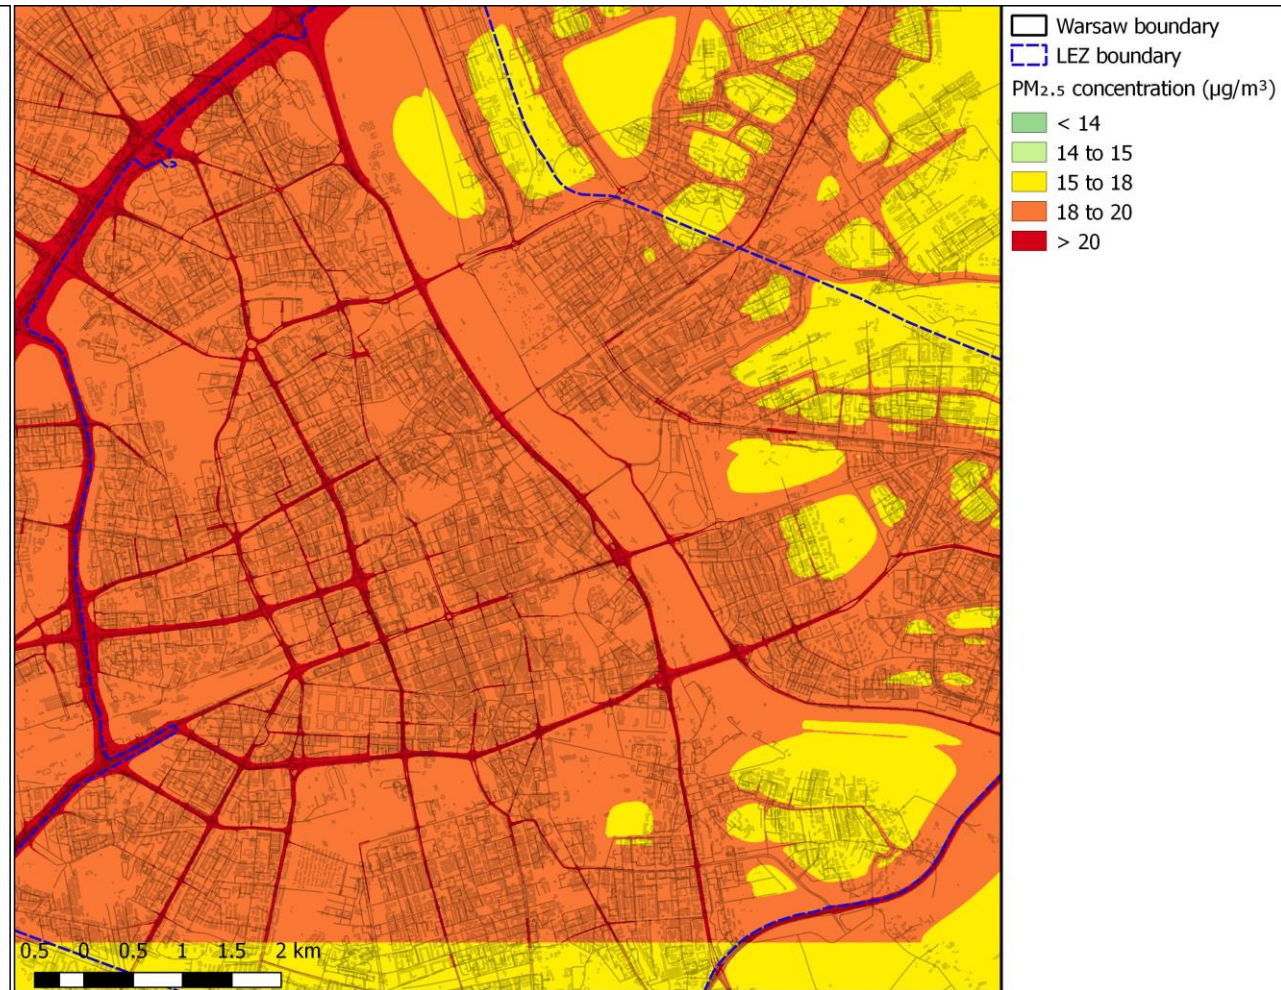 Warsaw boundary
LEZ boundary
PM₂.₅ concentration (µg/m³)
< 14
14 to 15
15 to 18
18 to 20
> 20
0.5 0 0.5 1 1.5 2 km